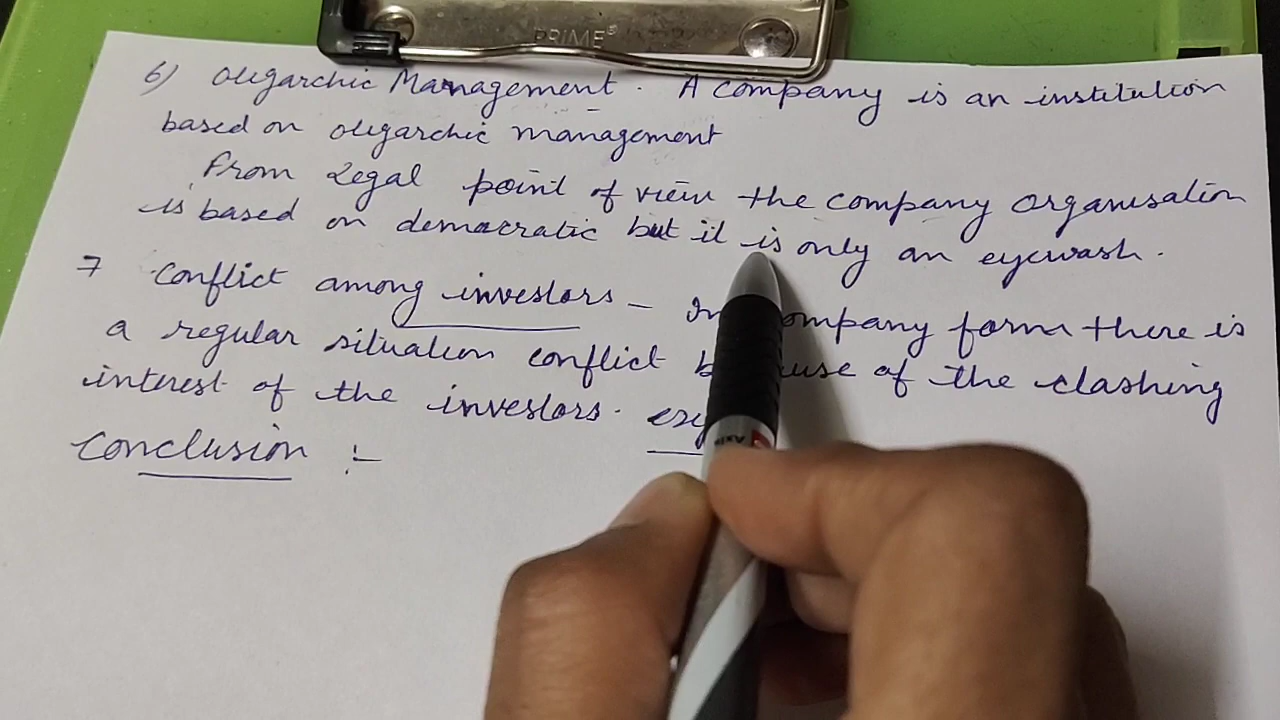 PRIME®
6) Oligarchic Management. A company is an institution
based on oligarchic management
From Legal point of view the company organisation
is based on democratic but it is only an eyewash.
7 Conflict among investors - In company form there is
a regular situation conflict of the clashing
interest of the investors.
Conclusion :-